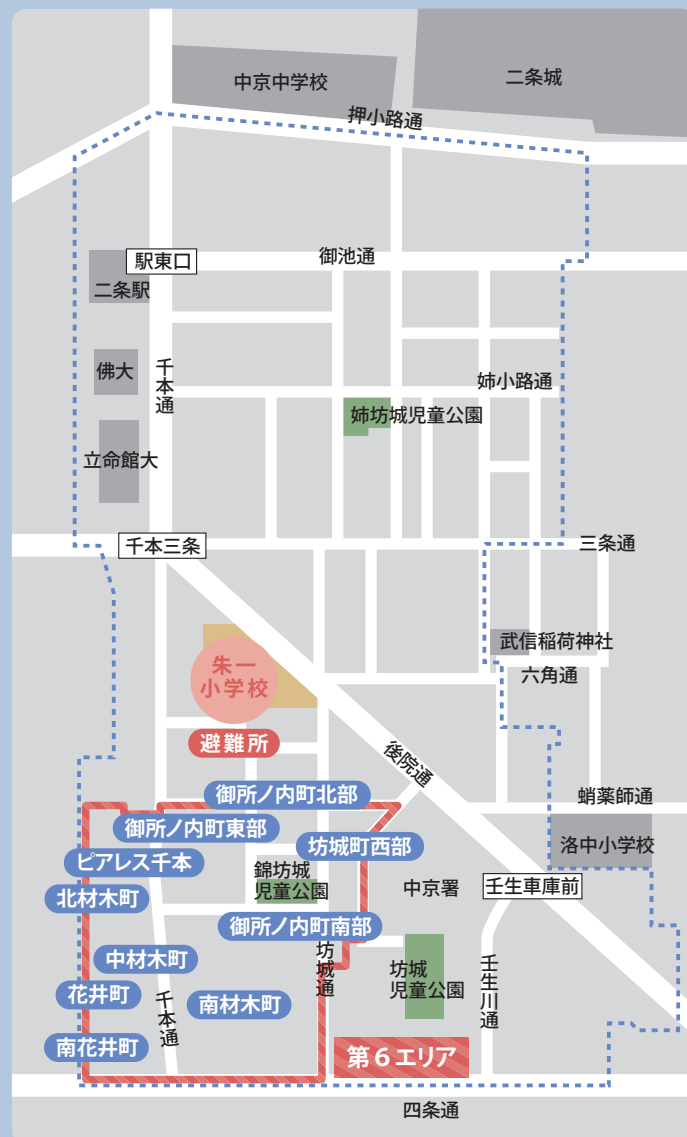 中京中学校
二条城
押小路通
駅東口
御池通
二条駅
佛大
千本通
姉小路通
姉坊城児童公園
立命館大
千本三条
三条通
武信稲荷神社
六角通
朱一
小学校
避難所
後院通
御所ノ内町北部
蛸薬師通
御所ノ内町東部
坊城町西部
洛中小学校
ピアレス千本
錦坊城
児童公園
中京署
壬生車庫前
北材木町
御所ノ内町南部
坊城通
中材木町
坊城
児童公園
壬生川通
花井町
千本通
南材木町
南花井町
第6エリア
四条通